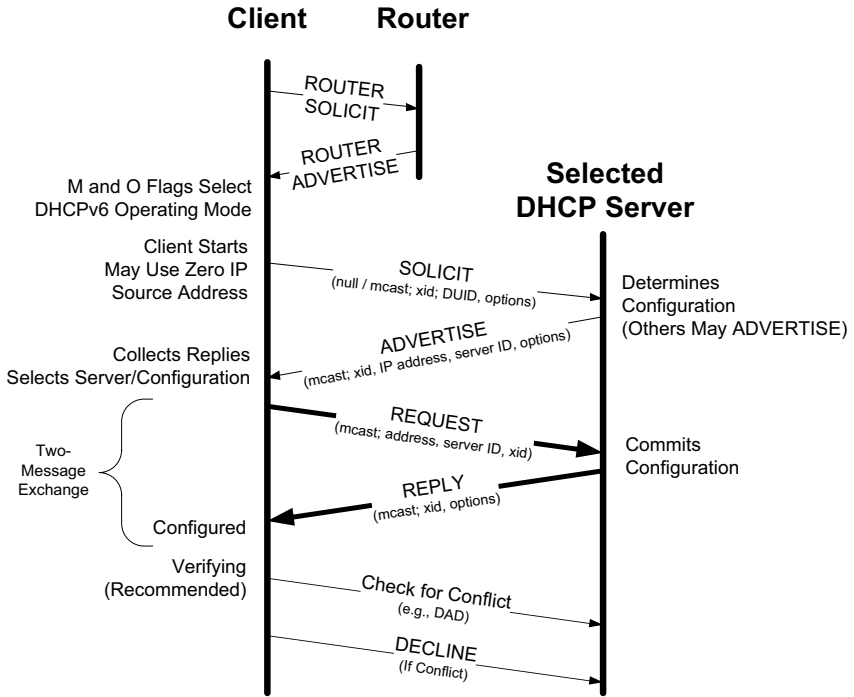 Client
Router
ROUTER
SOLICIT
ROUTER
ADVERTISE
M and O Flags Select
DHCPv6 Operating Mode
Selected
DHCP Server
Client Starts
May Use Zero IP
Source Address
SOLICIT
(null / mcast; xid; DUID, options)
Determines
Configuration
(Others May ADVERTISE)
ADVERTISE
(mcast; xid, IP address, server ID, options)
Collects Replies
Selects Server/Configuration
REQUEST
(mcast; address, server ID, xid)
Commits
Configuration
Two-
Message
Exchange
REPLY
(mcast; xid, options)
Configured
Verifying
(Recommended)
Check for Conflict
(e.g., DAD)
DECLINE
(If Conflict)